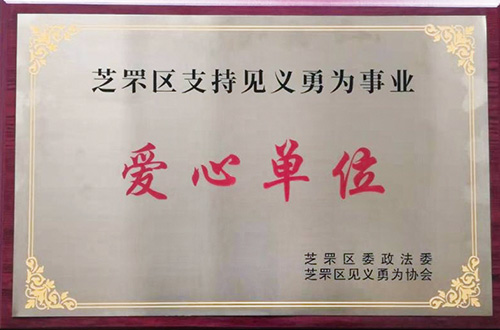 芝罘区支持见义勇为事业
爱心单位
芝罘区委政法委
芝罘区见义勇为协会